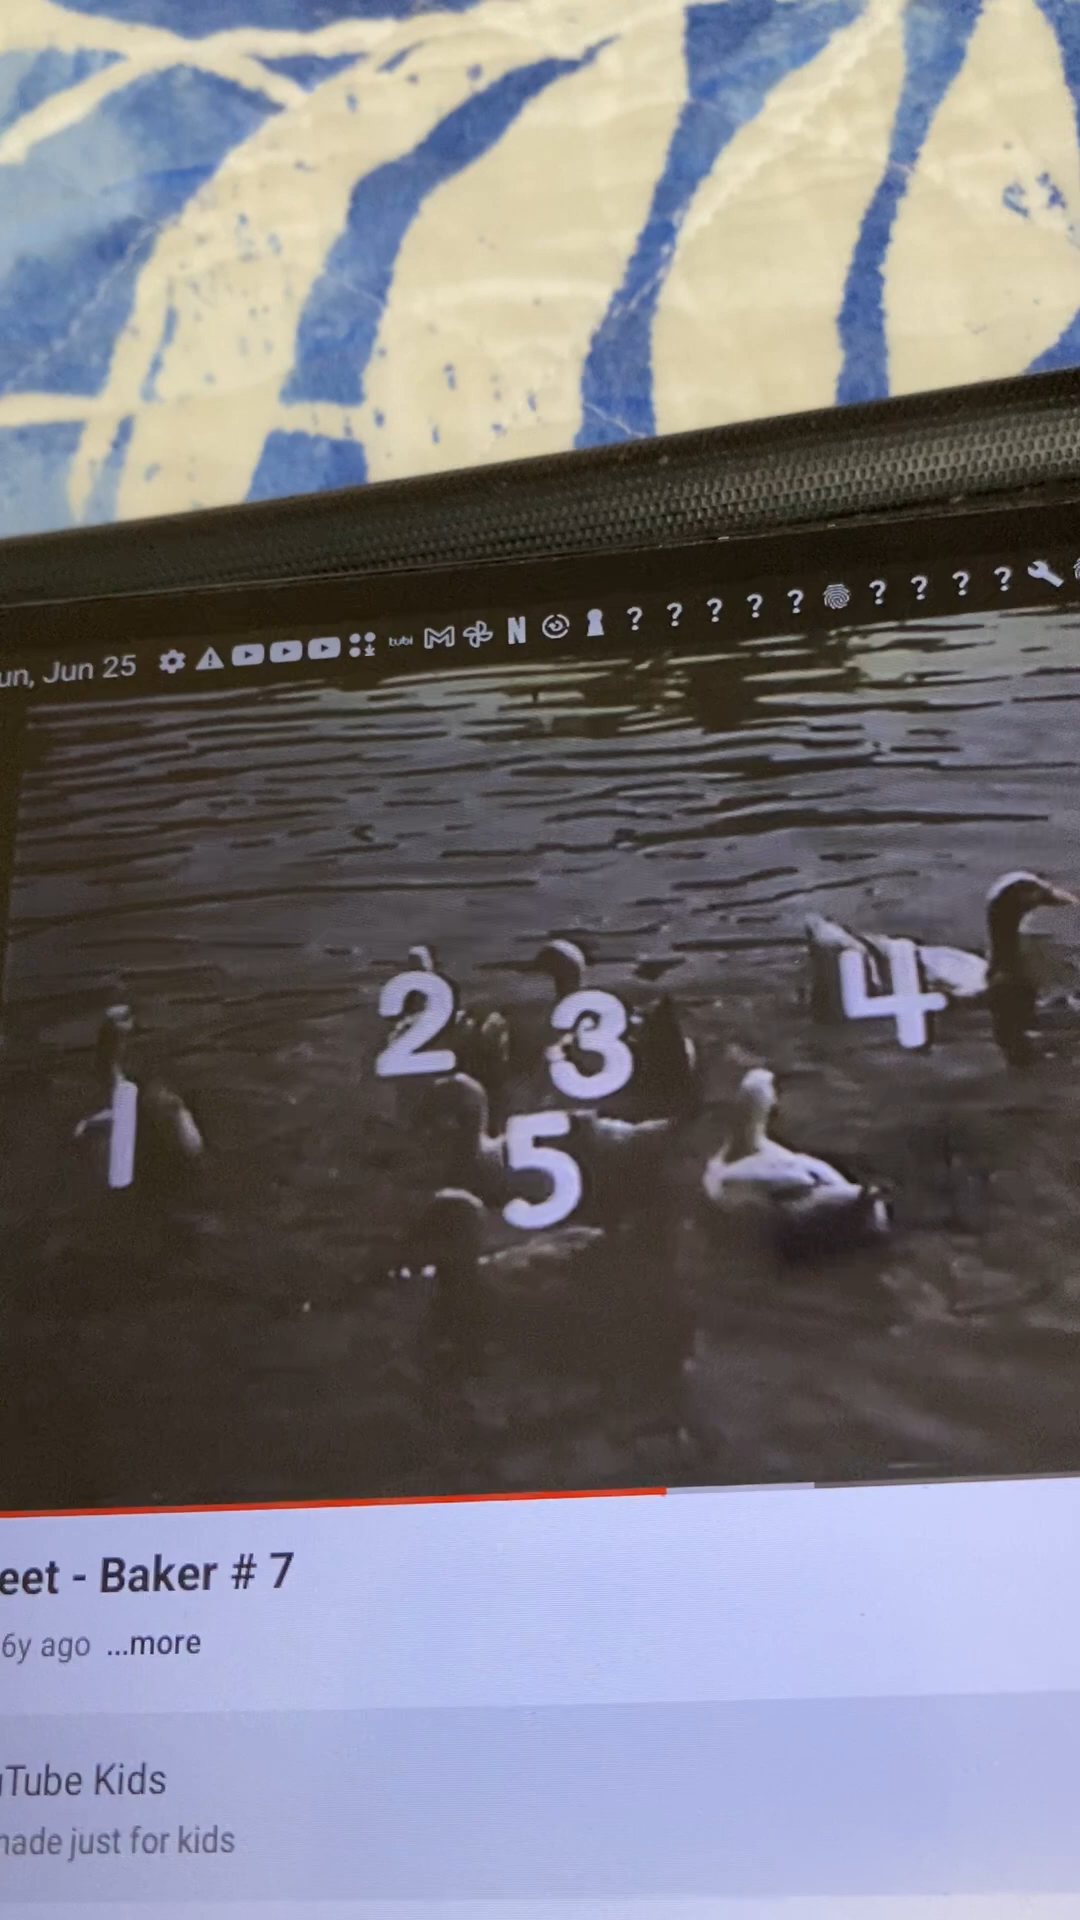 un, Jun 25 tubi M N ? ? ? ? ? ? ? ? ?
1 2 3 4
5
eet - Baker # 7
6y ago ...more
Tube Kids
made just for kids